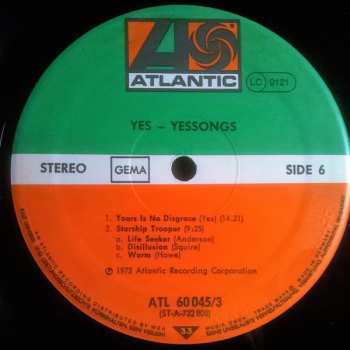 ATLANTIC
LC 0121
YES – YESSONGS
STEREO
GEMA
SIDE 6
1. Yours Is No Disgrace (Yes) (14.21)
2. Starship Trooper (9:25)
a. Life Seeker (Anderson)
b. Disillusion (Squire)
c. Wurm (Howe)
℗ 1973 Atlantic Recording Corporation
ATL 60 045/3
(ST-A-722 800)
33